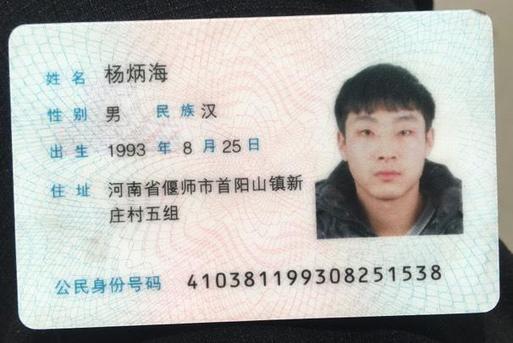 姓名 杨炳海
性别 男 民族 汉
出生 1993 年 8 月 25 日
住址 河南省偃师市首阳山镇新
庄村五组
公民身份号码 410381199308251538